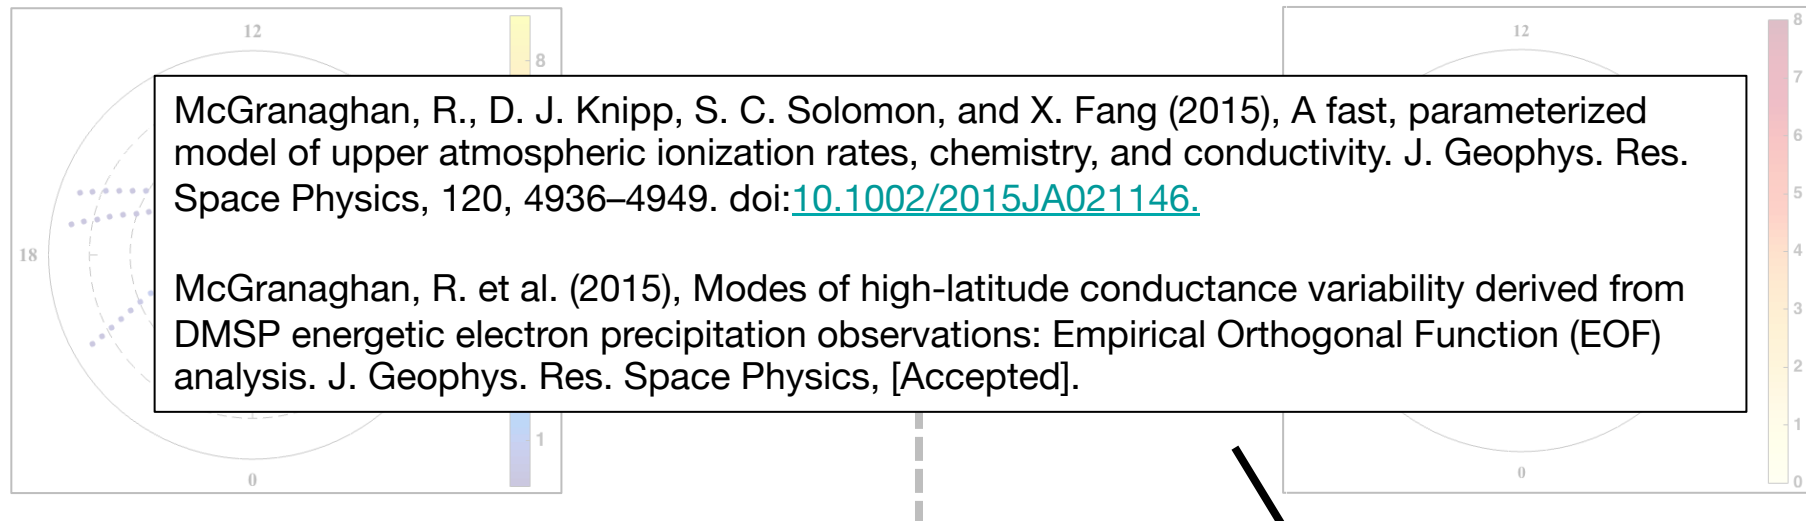 12
8
18
1
0
McGranaghan, R., D. J. Knipp, S. C. Solomon, and X. Fang (2015), A fast, parameterized
model of upper atmospheric ionization rates, chemistry, and conductivity. J. Geophys. Res.
Space Physics, 120, 4936–4949. doi:10.1002/2015JA021146.
McGranaghan, R. et al. (2015), Modes of high-latitude conductance variability derived from
DMSP energetic electron precipitation observations: Empirical Orthogonal Function (EOF)
analysis. J. Geophys. Res. Space Physics, [Accepted].
12
0
8
7
6
5
4
3
2
1
0